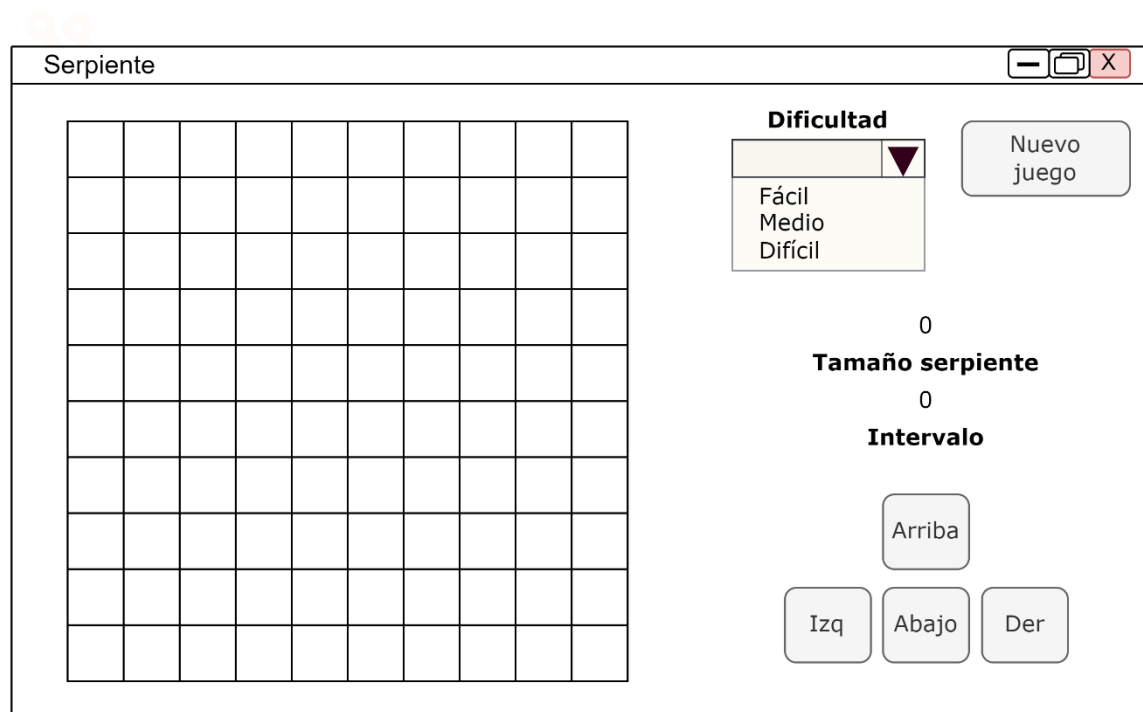 Serpiente
X
Dificultad
Nuevo
juego
Fácil
Medio
Difícil
0
Tamaño serpiente
0
Intervalo
Arriba
Izq
Abajo
Der